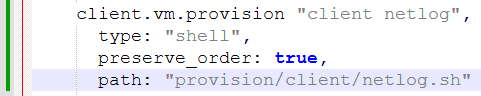 client.vm.provision "client netlog",
type: "shell",
preserve_order: true,
path: "provision/client/netlog.sh"